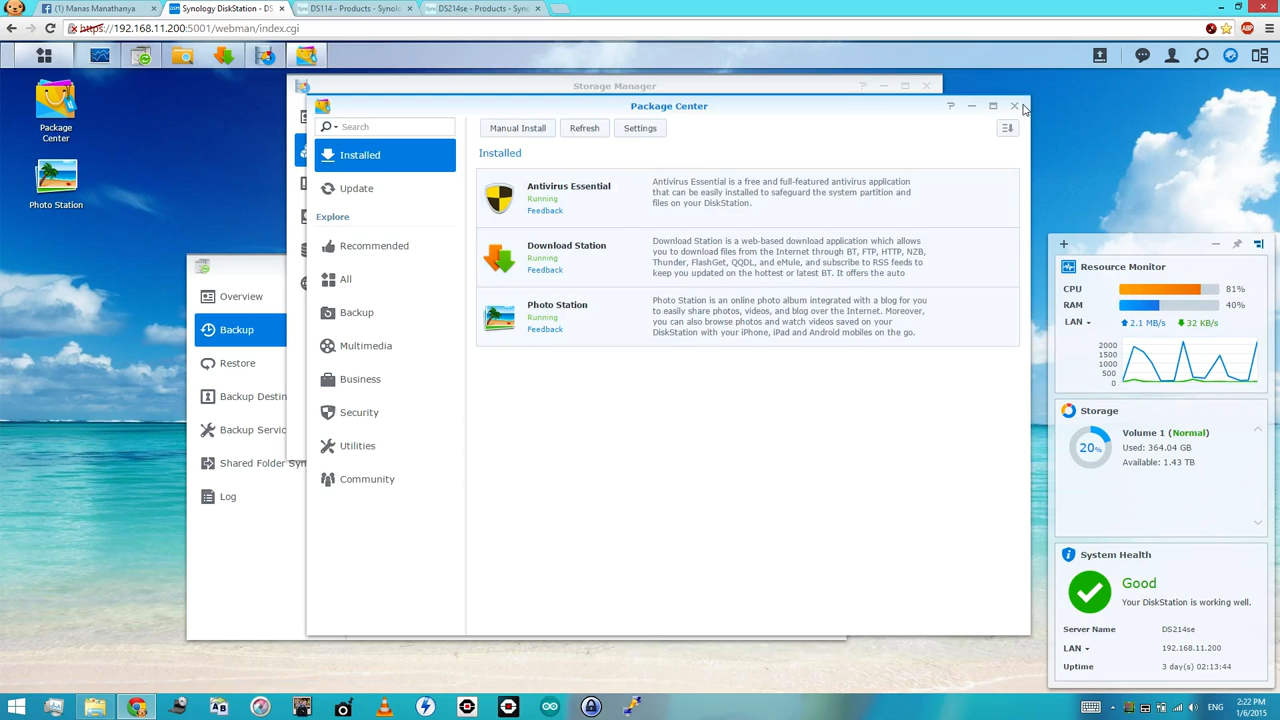 (1) Manas Manathanya
Synology DiskStation - DS
DS114 - Products - Synolo
DS214se - Products - Syno
https://192.168.11.200:5001/webman/index.cgi
ABP
Package
Center
Photo Station
Storage Manager
Overview
Backup
Restore
Backup Destin
Backup Servic
Shared Folder Syn
Log
Package Center
Search
Manual Install
Refresh
Settings
Installed
Update
Explore
Recommended
All
Backup
Multimedia
Business
Security
Utilities
Community
Installed
Antivirus Essential
Running
Feedback
Antivirus Essential is a free and full-featured antivirus application
that can be easily installed to safeguard the system partition and
files on your DiskStation.
Download Station
Running
Feedback
Download Station is a web-based download application which allows
you to download files from the Internet through BT, FTP, HTTP, NZB,
Thunder, FlashGet, QQDL, and eMule, and subscribe to RSS feeds to
keep you updated on the hottest or latest BT. It offers the auto
Photo Station
Running
Feedback
Photo Station is an online photo album integrated with a blog for you
to easily share photos, videos, and blog over the Internet. Moreover,
you can also browse photos and watch videos saved on your
DiskStation with your iPhone, iPad and Android mobiles on the go.
Resource Monitor
CPU 81%
RAM 40%
LAN 2.1 MB/s 32 KB/s
2000
1500
1000
500
0
Storage
20%
Volume 1 (Normal)
Used: 364.04 GB
Available: 1.43 TB
System Health
Good
Your DiskStation is working well.
Server Name DS214se
LAN 192.168.11.200
Uptime 3 day(s) 02:13:44
ENG
2:22 PM
1/6/2015